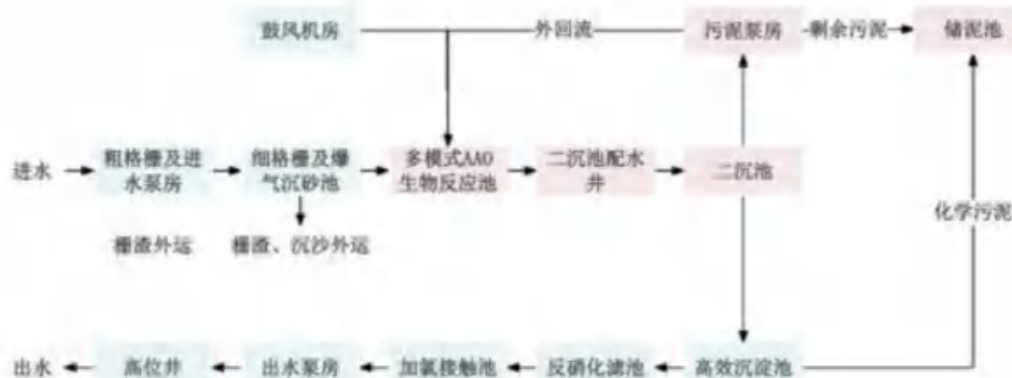 鼓风机房
外回流
污泥泵房
剩余污泥
储泥池
进水
粗格栅及进
水泵房
细格栅及爆
气沉砂池
多模式AAO
生物反应池
二沉池配水
井
二沉池
化学污泥
栅渣外运
栅渣、沉沙外运
出水
高位井
出水泵房
加氯接触池
反硝化滤池
高效沉淀池